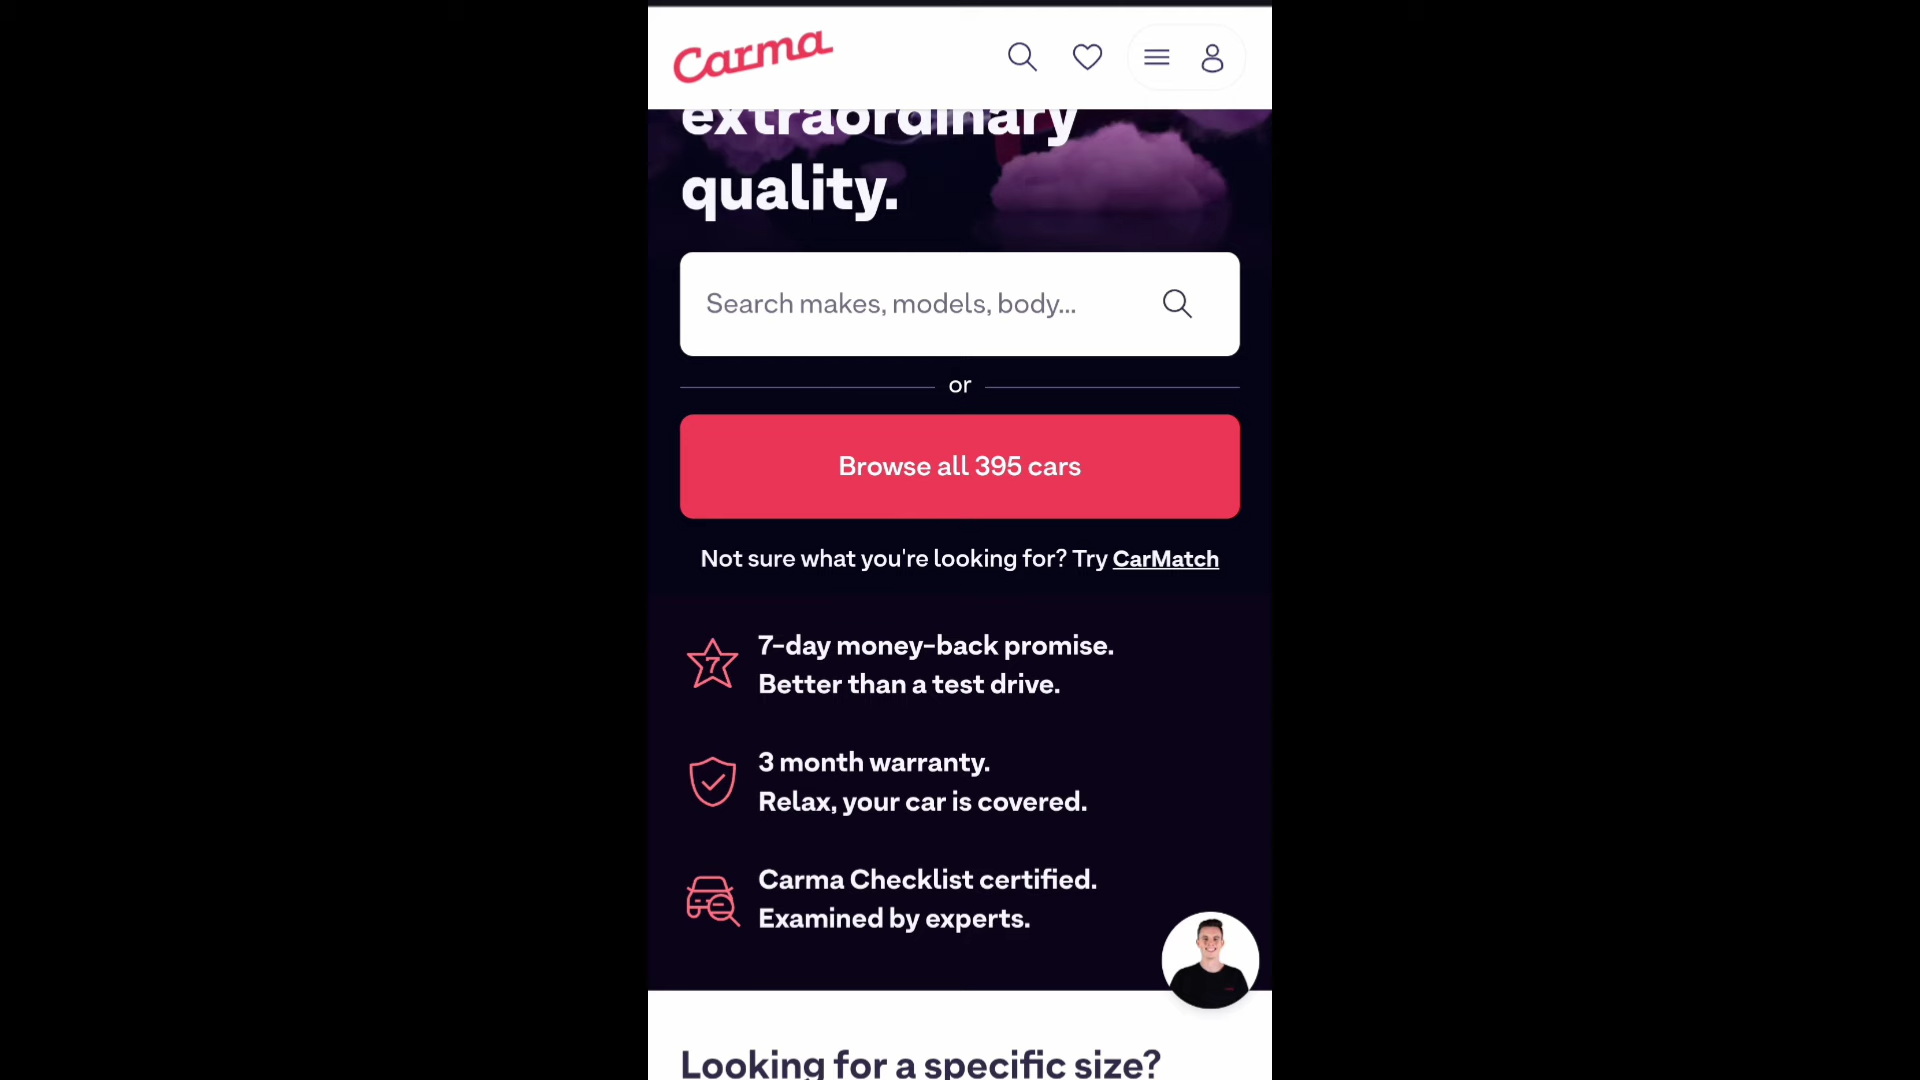 Carma
extraordinary
quality.
Search makes, models, body...
or
Browse all 395 cars
Not sure what you're looking for? Try CarMatch
7
7-day money-back promise.
Better than a test drive.
3 month warranty.
Relax, your car is covered.
Carma Checklist certified.
Examined by experts.
Looking for a specific size?